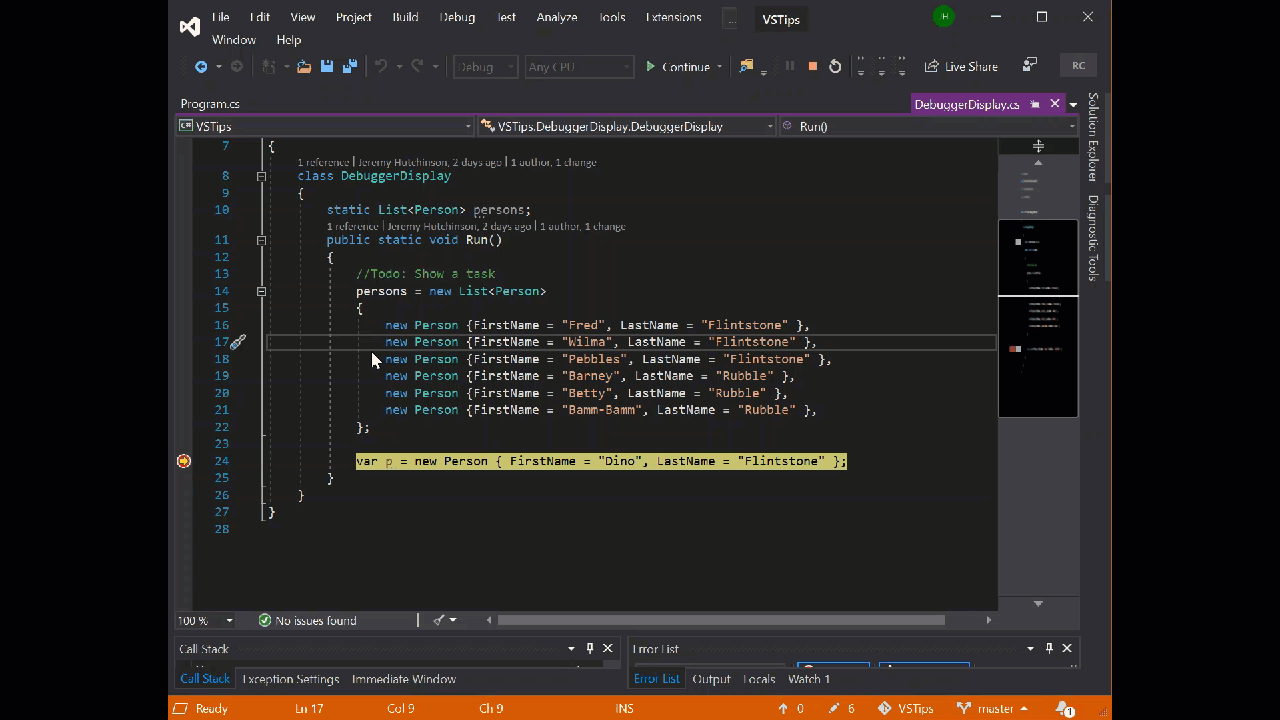 File Edit View Project Build Debug Test Analyze Tools Extensions ... VSTips JH
Window Help
Debug Any CPU Continue Live Share RC
Program.cs DebuggerDisplay.cs
VSTips VSTips.DebuggerDisplay.DebuggerDisplay Run()
Solution Explorer
Diagnostic Tools
7 {
1 reference | Jeremy Hutchinson, 2 days ago | 1 author, 1 change
8 class DebuggerDisplay
9 {
10 static List<Person> persons;
1 reference | Jeremy Hutchinson, 2 days ago | 1 author, 1 change
11 public static void Run()
12 {
13 //Todo: Show a task
14 persons = new List<Person>
15 {
16 new Person {FirstName = "Fred", LastName = "Flintstone" },
17 new Person {FirstName = "Wilma", LastName = "Flintstone" },
18 new Person {FirstName = "Pebbles", LastName = "Flintstone" },
19 new Person {FirstName = "Barney", LastName = "Rubble" },
20 new Person {FirstName = "Betty", LastName = "Rubble" },
21 new Person {FirstName = "Bamm-Bamm", LastName = "Rubble" },
22 };
23
24 var p = new Person { FirstName = "Dino", LastName = "Flintstone" };
25 }
26 }
27 }
28
100 % No issues found
Call Stack Error List
Call Stack Exception Settings Immediate Window Error List Output Locals Watch 1
Ready Ln 17 Col 9 Ch 9 INS 0 6 VSTips master 1